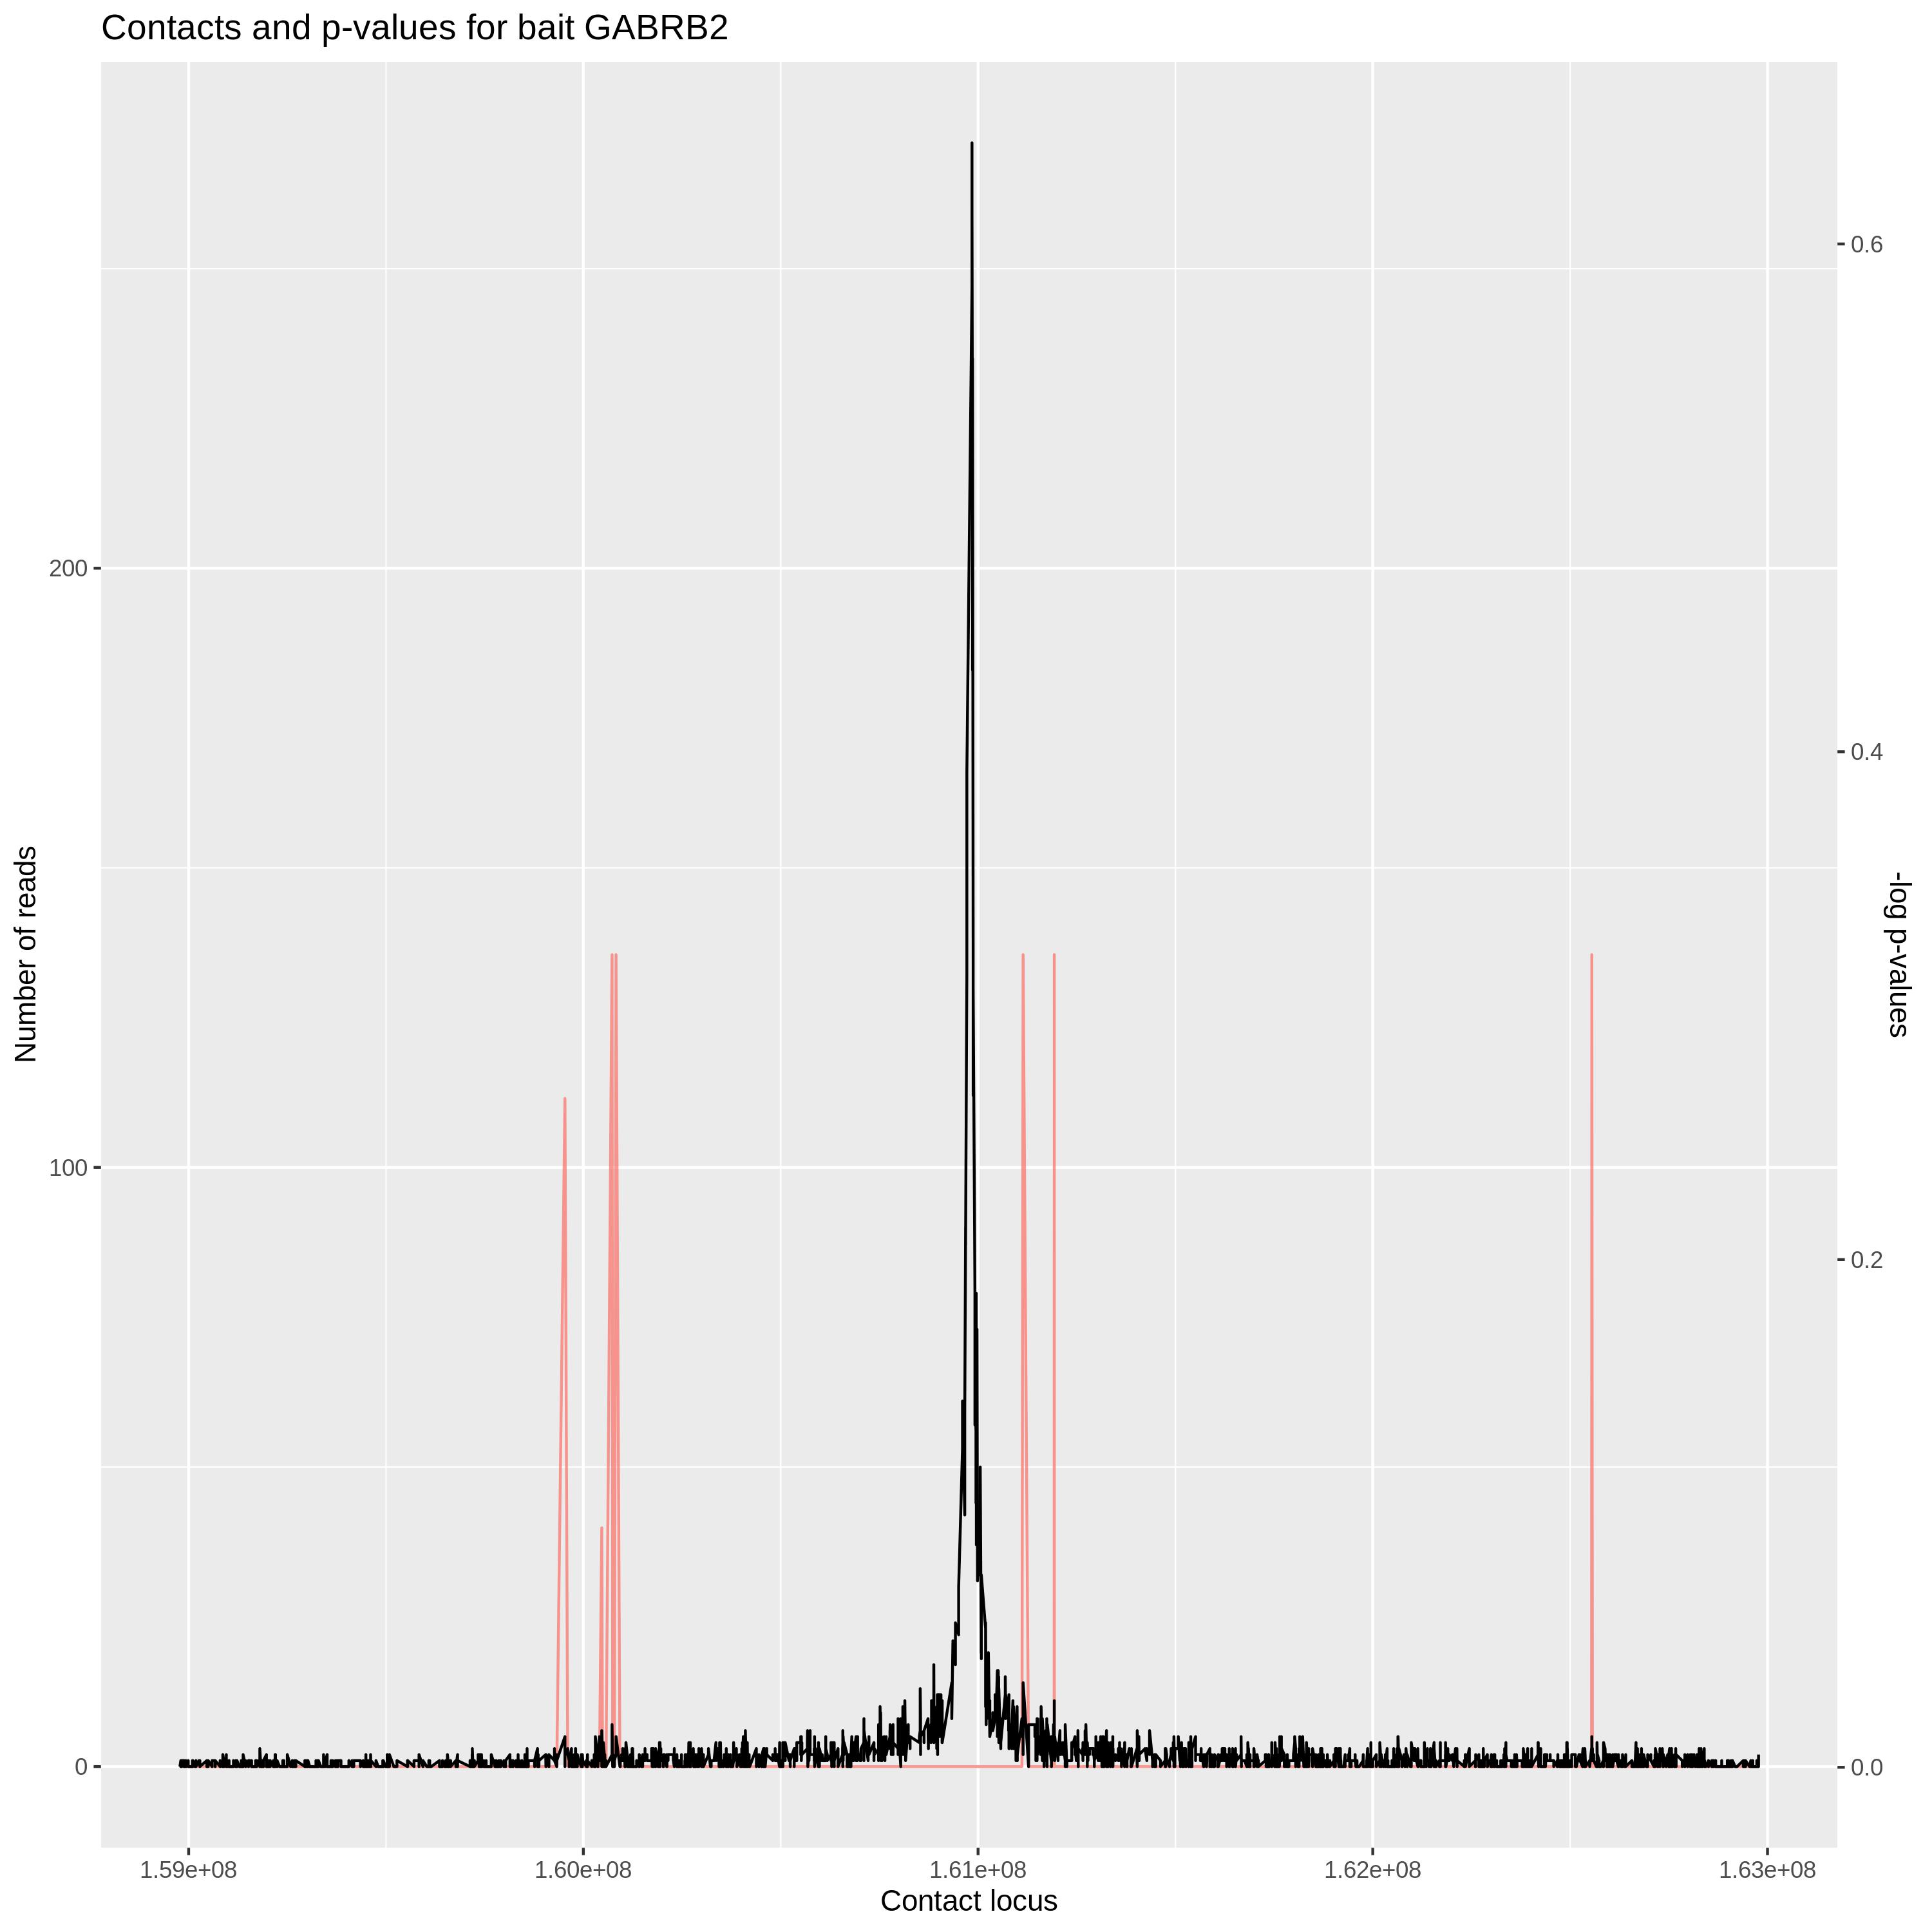 Contacts and p-values for bait GABRB2
Number of reads
200
100
0
0.6
0.4
0.2
0.0
-log p-values
1.59e+08
1.60e+08
1.61e+08
1.62e+08
1.63e+08
Contact locus